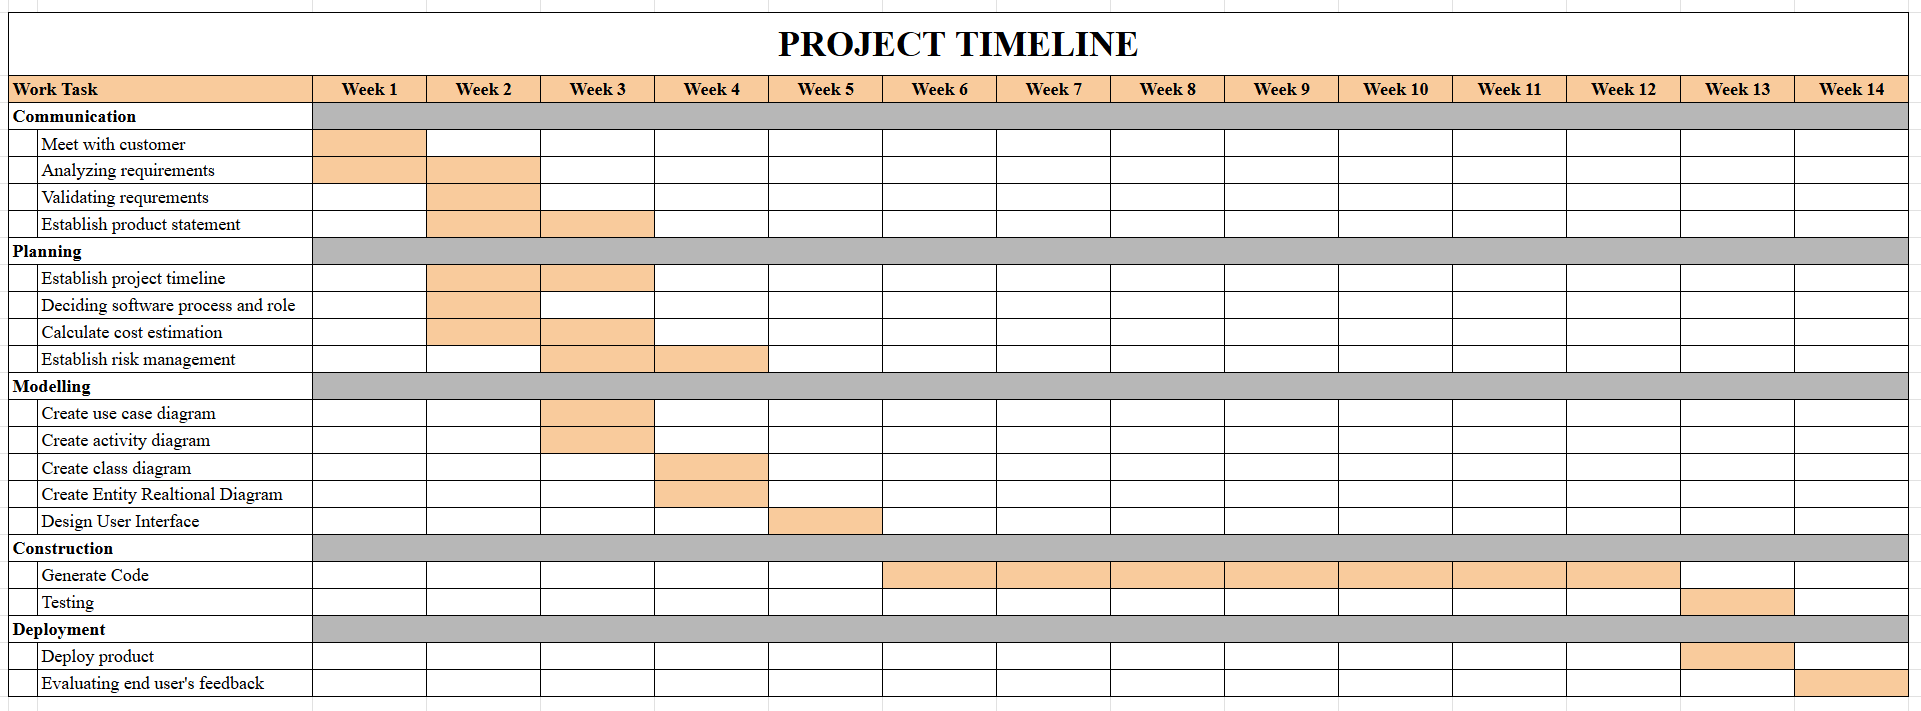 PROJECT TIMELINE
Work Task Week 1 Week 2 Week 3 Week 4 Week 5 Week 6 Week 7 Week 8 Week 9 Week 10 Week 11 Week 12 Week 13 Week 14
Communication
Meet with customer
Analyzing requirements
Validating requrements
Establish product statement
Planning
Establish project timeline
Deciding software process and role
Calculate cost estimation
Establish risk management
Modelling
Create use case diagram
Create activity diagram
Create class diagram
Create Entity Realtional Diagram
Design User Interface
Construction
Generate Code
Testing
Deployment
Deploy product
Evaluating end user's feedback